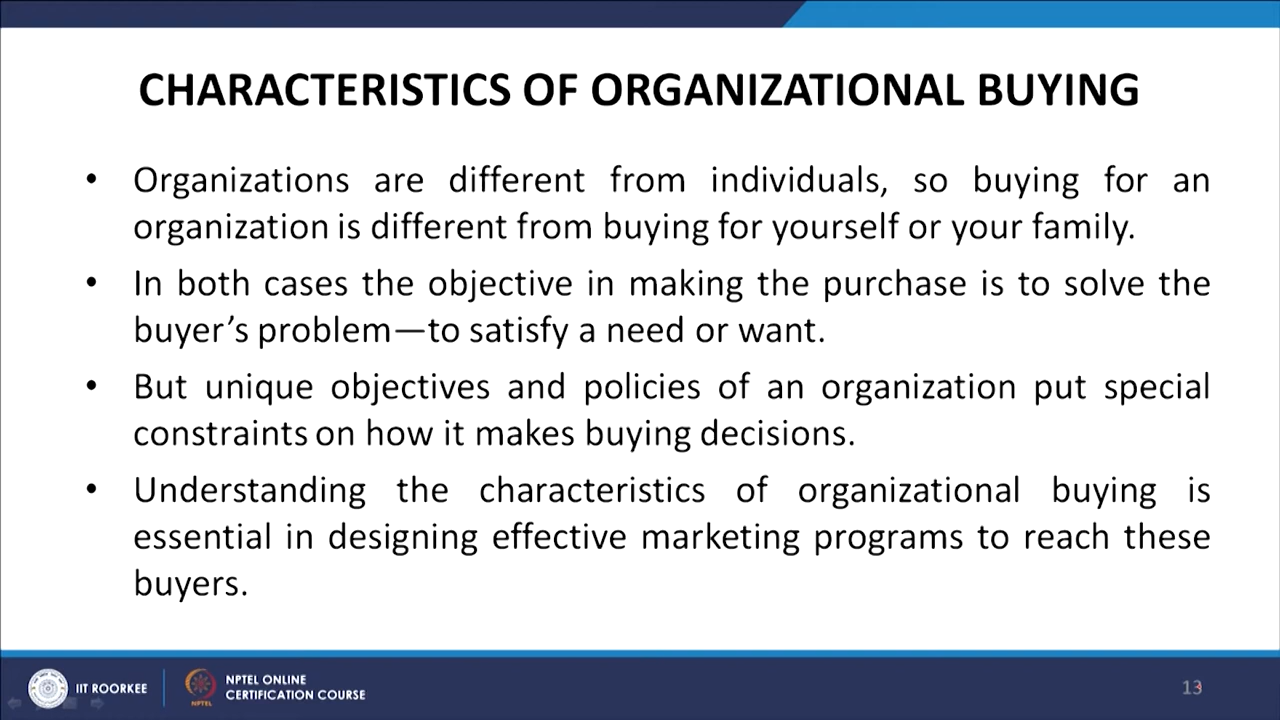 CHARACTERISTICS OF ORGANIZATIONAL BUYING
• Organizations are different from individuals, so buying for an
organization is different from buying for yourself or your family.
• In both cases the objective in making the purchase is to solve the
buyer’s problem—to satisfy a need or want.
• But unique objectives and policies of an organization put special
constraints on how it makes buying decisions.
• Understanding the characteristics of organizational buying is
essential in designing effective marketing programs to reach these
buyers.
IIT ROORKEE
NPTEL
NPTEL ONLINE
CERTIFICATION COURSE
13